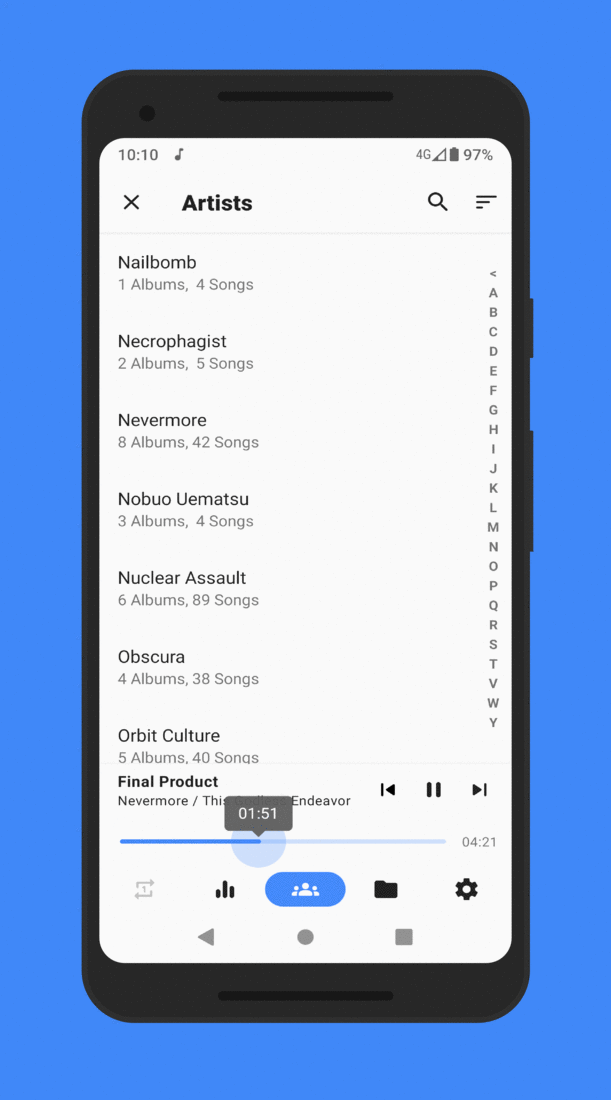 10:10 4G 97%
Artists
Nailbomb
1 Albums, 4 Songs
Necrophagist
2 Albums, 5 Songs
Nevermore
8 Albums, 42 Songs
Nobuo Uematsu
3 Albums, 4 Songs
Nuclear Assault
6 Albums, 89 Songs
Obscura
4 Albums, 38 Songs
Orbit Culture
5 Albums, 40 Songs
<
A
B
C
D
E
F
G
H
I
J
K
L
M
N
O
P
Q
R
S
T
V
W
Y
Final Product
Nevermore / This Godless Endeavor
01:51
04:21
1